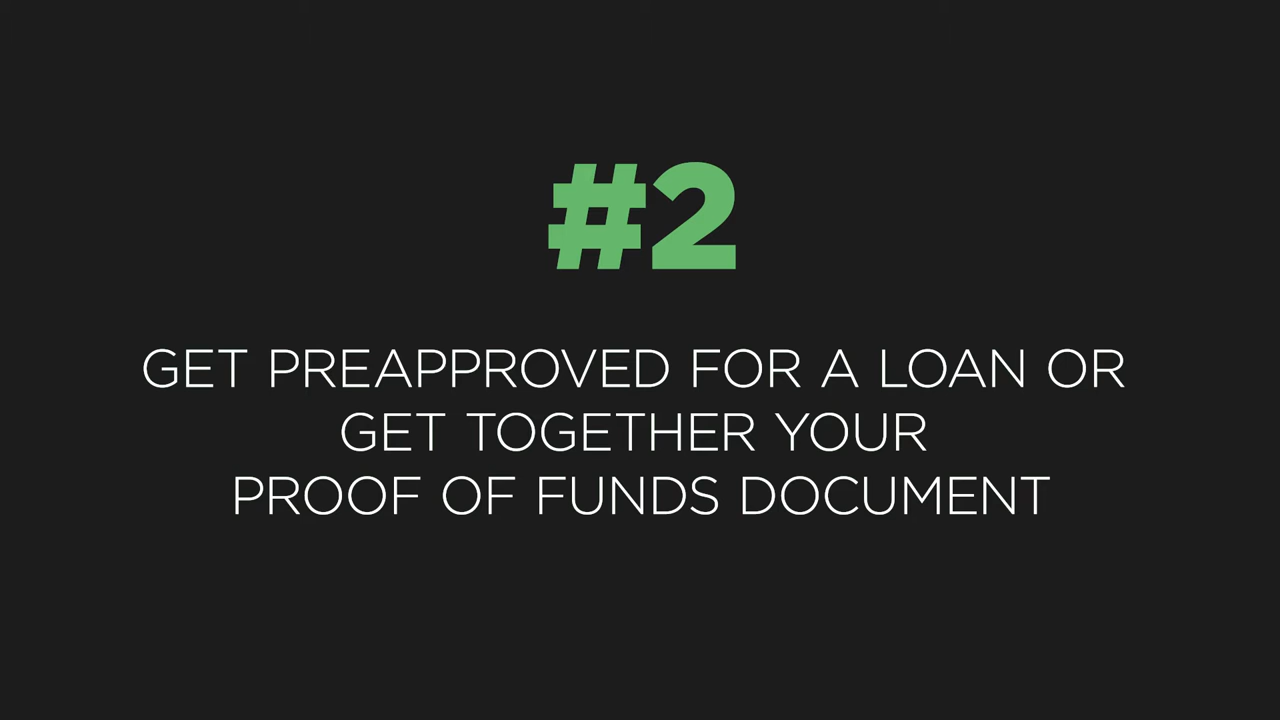 #2
GET PREAPPROVED FOR A LOAN OR
GET TOGETHER YOUR
PROOF OF FUNDS DOCUMENT